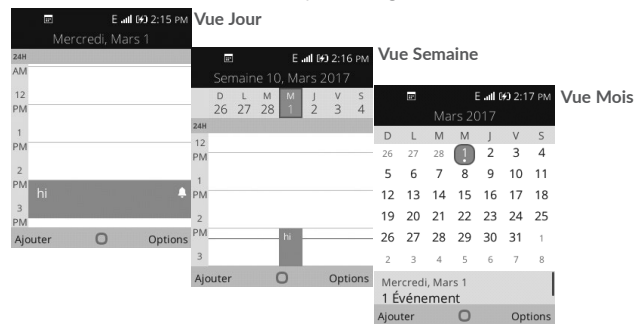 E 2:15 PM
Vue Jour
Mercredi, Mars 1
24H
AM
12
PM
1
PM
2
PM
hi
3
PM
Ajouter Options
E 2:16 PM
Vue Semaine
Semaine 10, Mars 2017
D L M M J V S
26 27 28 1 2 3 4
24H
12
PM
1
PM
2
PM
hi
3
Ajouter Options
E 2:17 PM
Vue Mois
Mars 2017
D L M M J V S
26 27 28 1 2 3 4
5 6 7 8 9 10 11
12 13 14 15 16 17 18
19 20 21 22 23 24 25
26 27 28 29 30 31 1
2 3 4 5 6 7 8
Mercredi, Mars 1
1 Événement
Ajouter Options